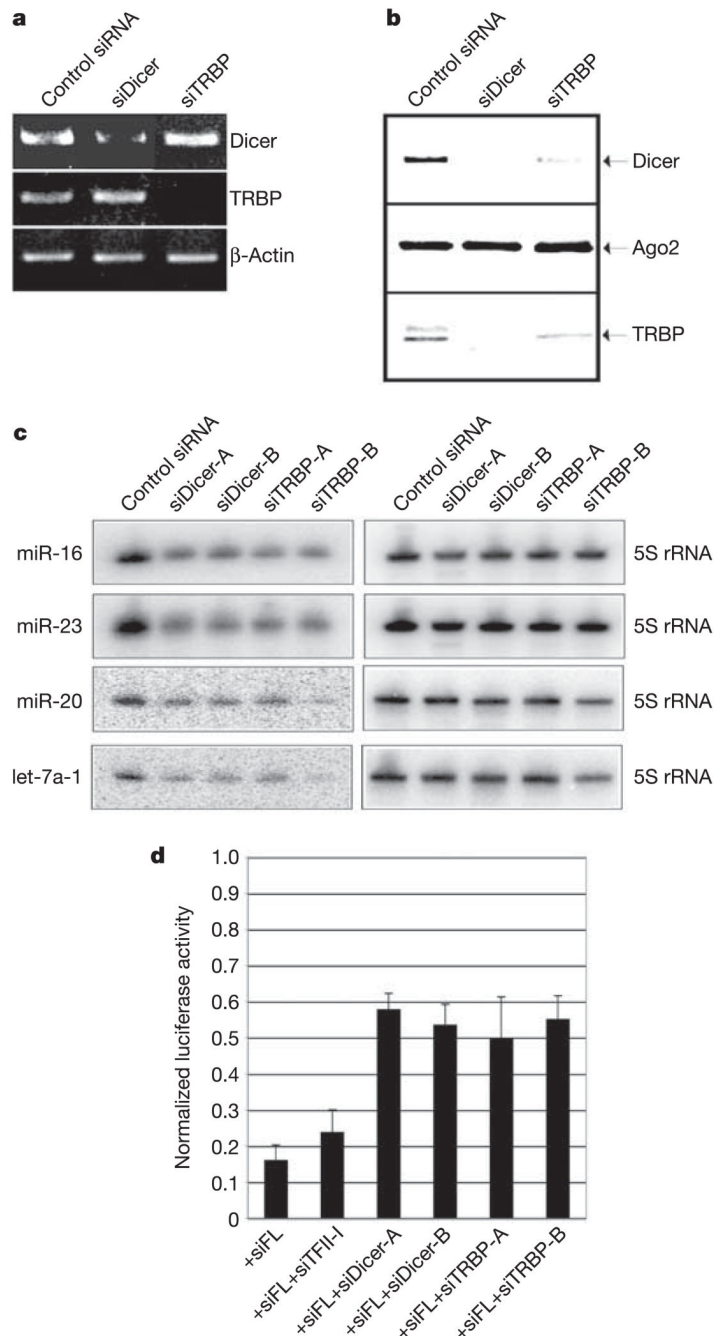 a
Control siRNA
siDicer
siTRBP
Dicer
TRBP
β-Actin
b
Control siRNA
siDicer
siTRBP
Dicer
Ago2
TRBP
c
Control siRNA
siDicer-A
siDicer-B
siTRBP-A
siTRBP-B
Control siRNA
siDicer-A
siDicer-B
siTRBP-A
siTRBP-B
miR-16
5S rRNA
miR-23
5S rRNA
miR-20
5S rRNA
let-7a-1
5S rRNA
d
Normalized luciferase activity
1.0
0.9
0.8
0.7
0.6
0.5
0.4
0.3
0.2
0.1
0
+siFL
+siFL+siTFII-I
+siFL+siDicer-A
+siFL+siDicer-B
+siFL+siTRBP-A
+siFL+siTRBP-B